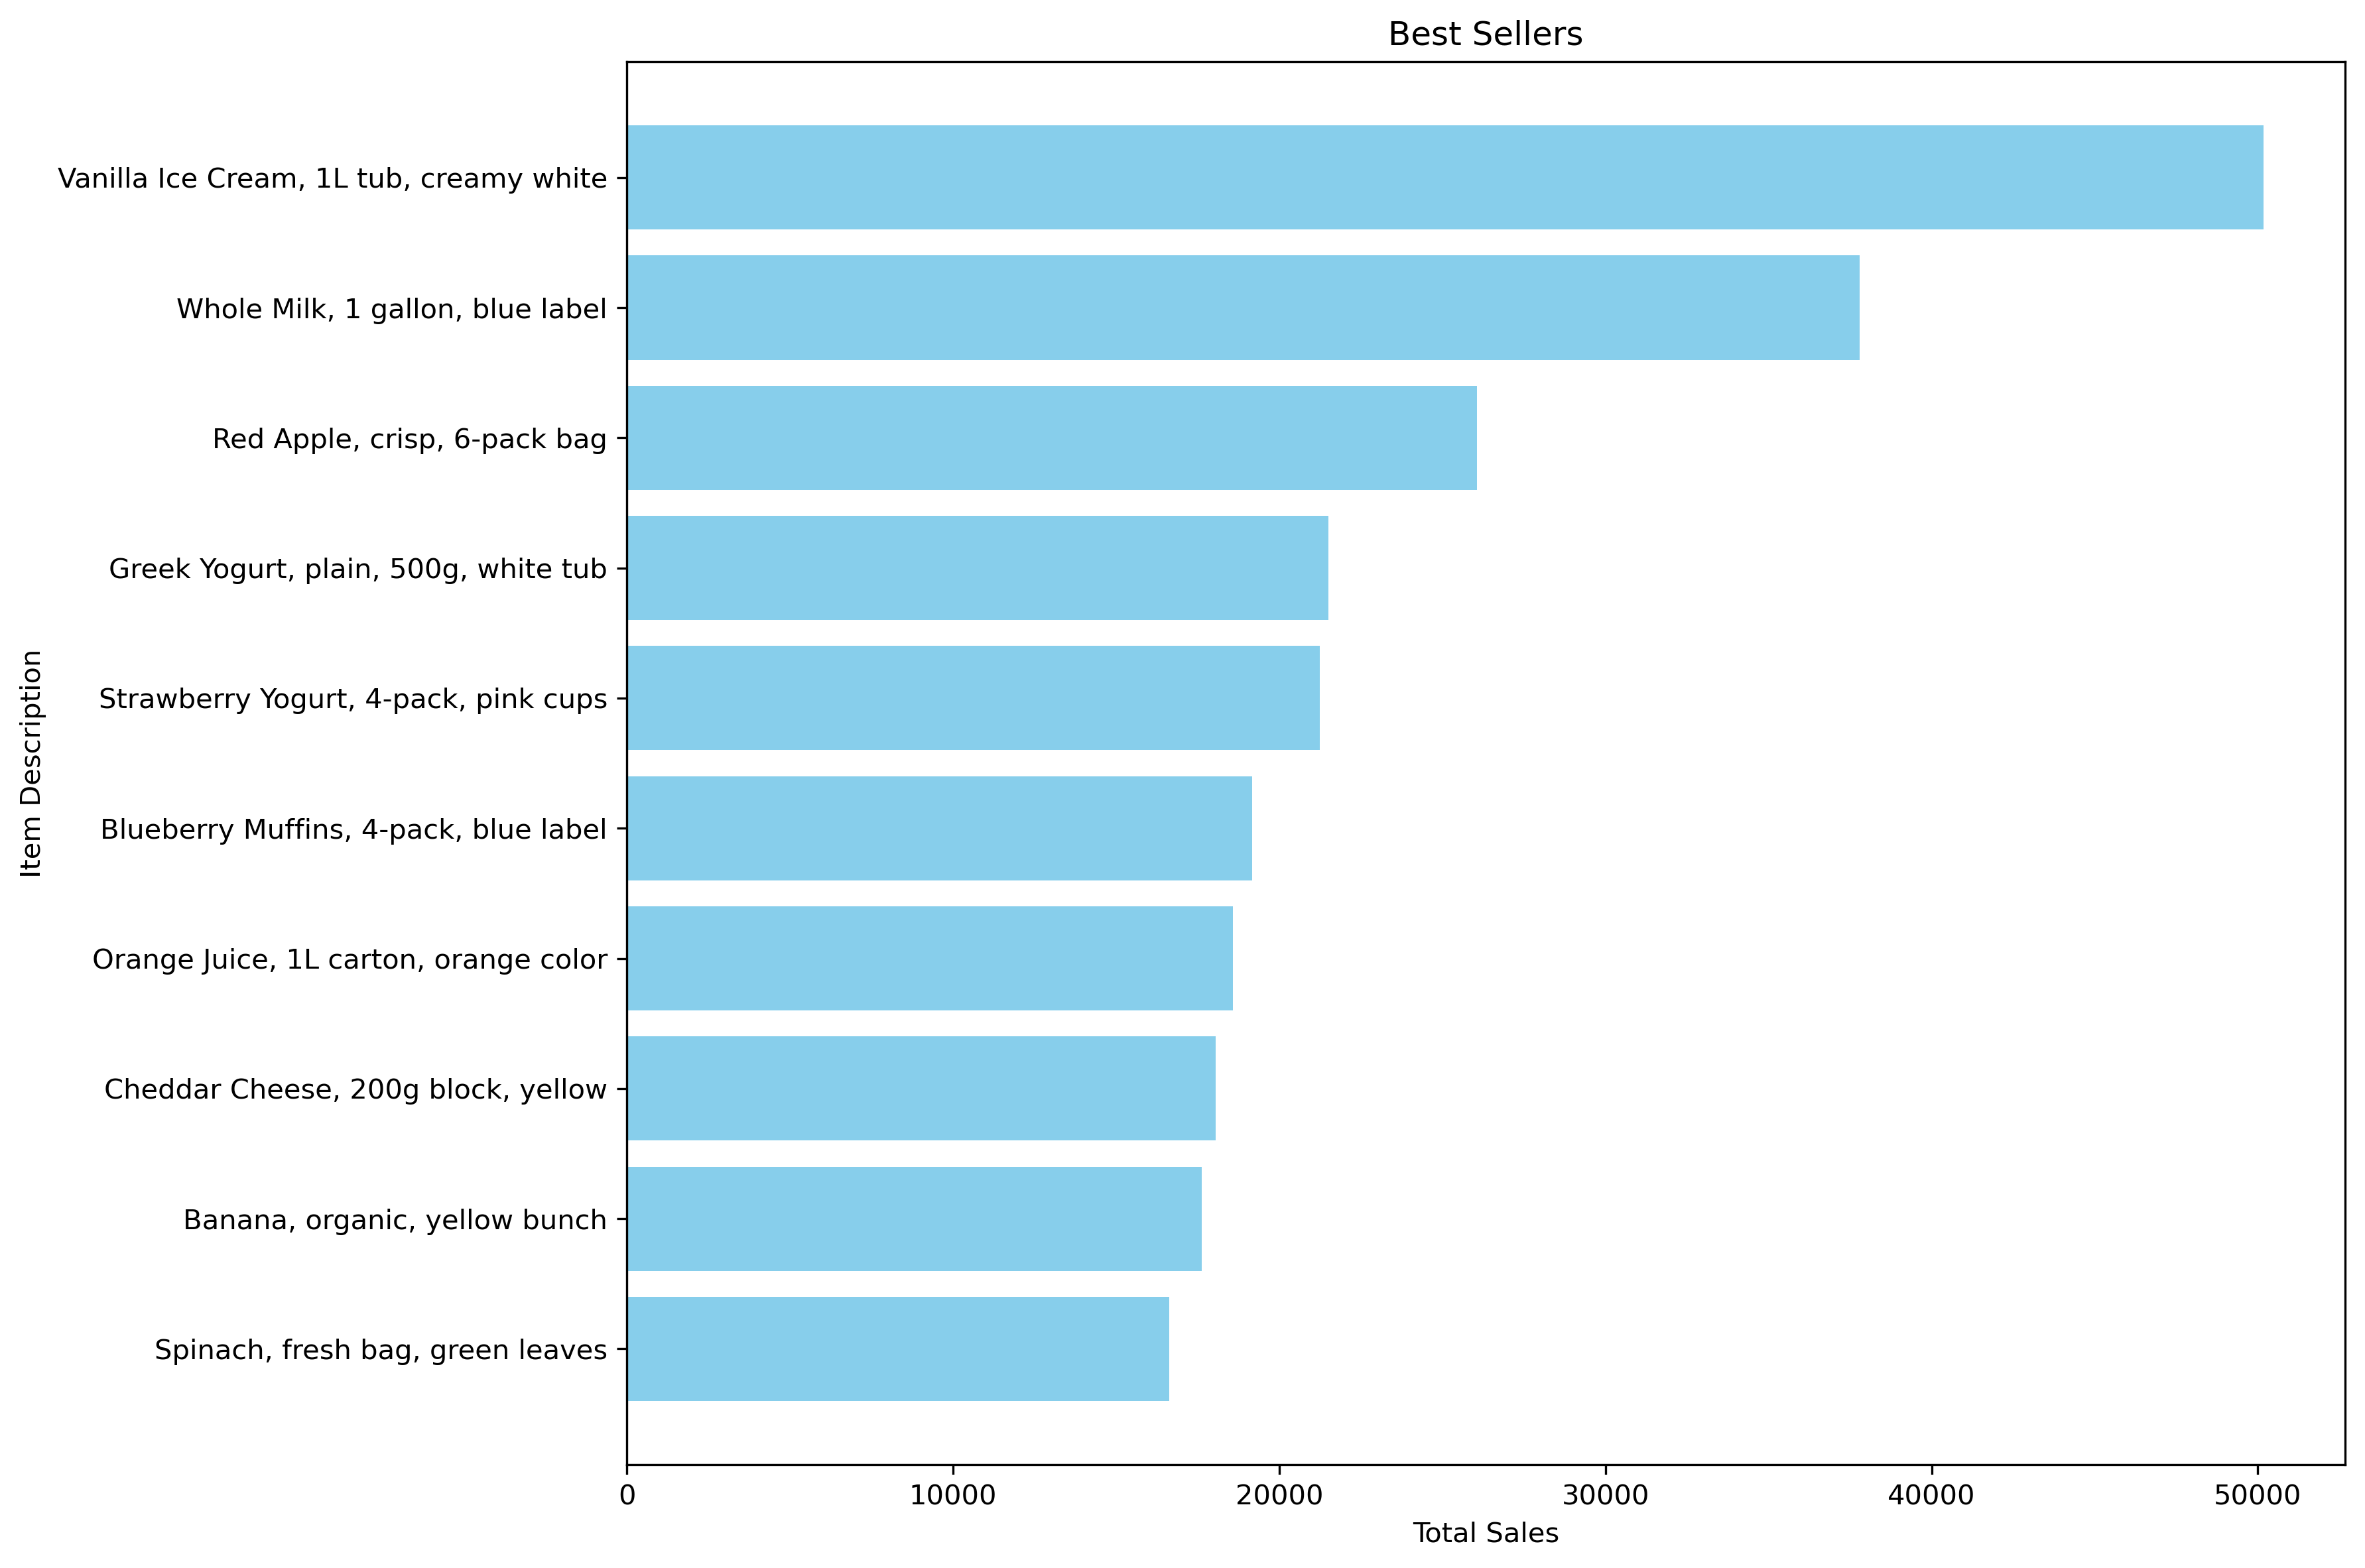 Best Sellers
Item Description
Vanilla Ice Cream, 1L tub, creamy white
Whole Milk, 1 gallon, blue label
Red Apple, crisp, 6-pack bag
Greek Yogurt, plain, 500g, white tub
Strawberry Yogurt, 4-pack, pink cups
Blueberry Muffins, 4-pack, blue label
Orange Juice, 1L carton, orange color
Cheddar Cheese, 200g block, yellow
Banana, organic, yellow bunch
Spinach, fresh bag, green leaves
0 10000 20000 30000 40000 50000
Total Sales